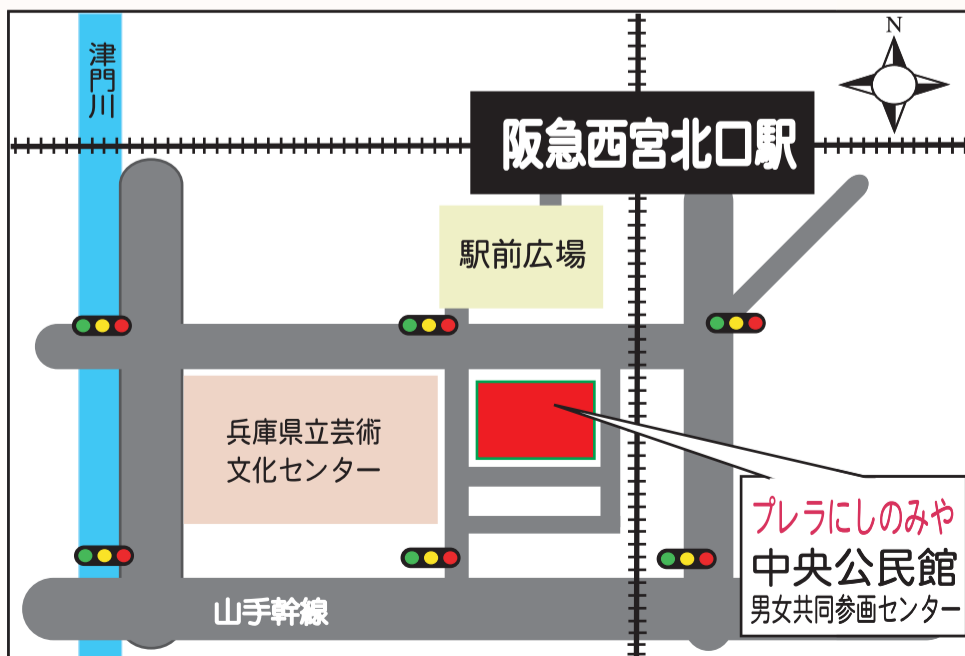 N
津門川
阪急西宮北口駅
駅前広場
兵庫県立芸術
文化センター
プレラにしのみや
中央公民館
男女共同参画センター
山手幹線